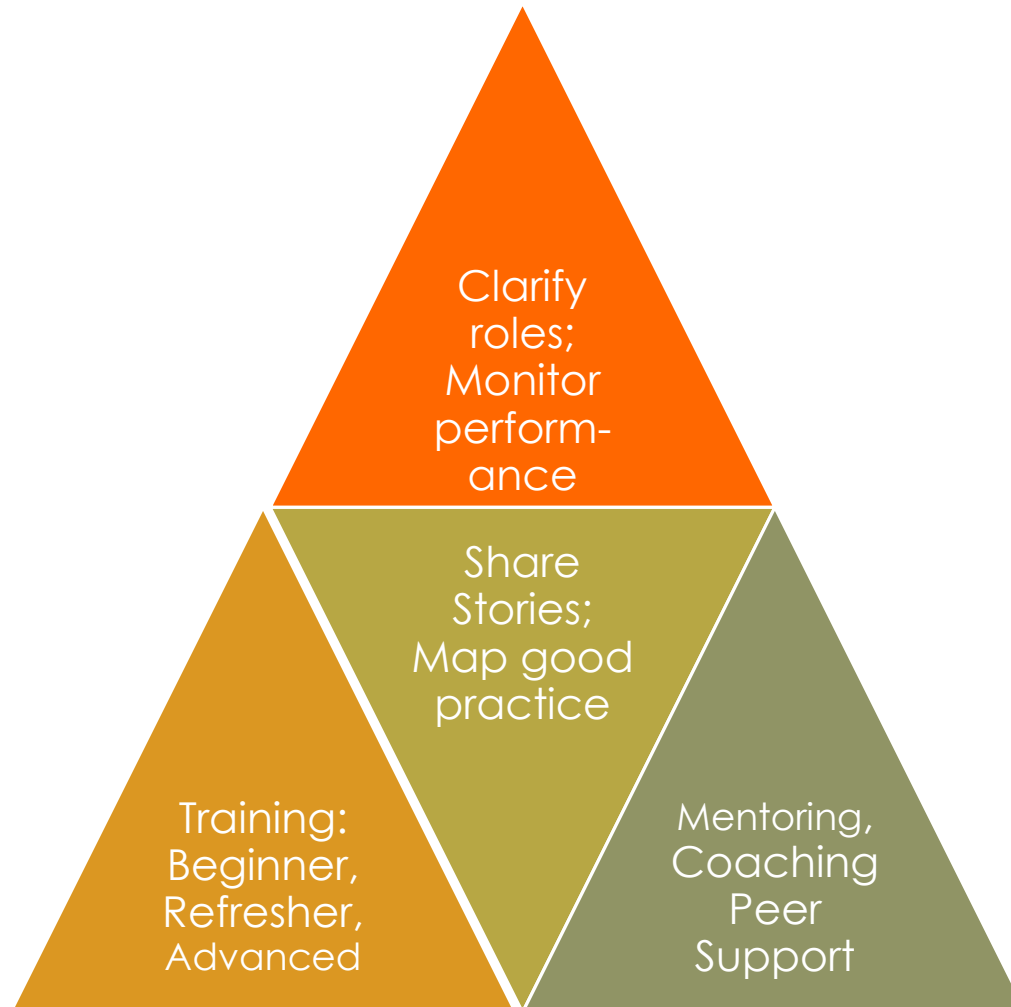 Clarify
roles;
Monitor
perform-
ance
Share
Stories;
Map good
practice
Training:
Beginner,
Refresher,
Advanced
Mentoring,
Coaching
Peer
Support